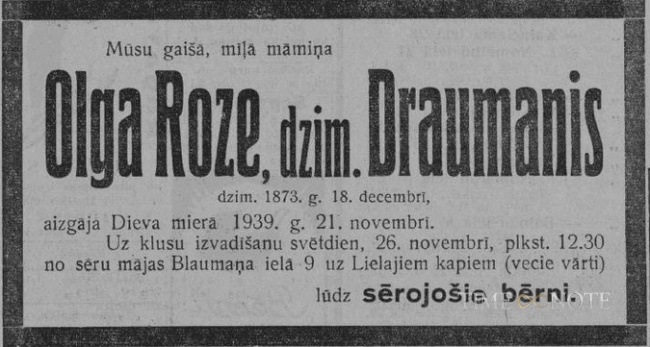 Mūsu gaišā, miļā māmiņa
Olga Roze, dzim. Draumanis
dzim. 1873. g. 18. decembrī,
aizgāja Dieva mierā 1939. g. 21. novembrī.
Uz klusu izvadīšanu svētdien, 26. novembrī, plkst. 12.30
no sēru mājas Blaumaņa ielā 9 uz Lielajiem kapiem (vecie vārti)
lūdz sērojošie bērni.